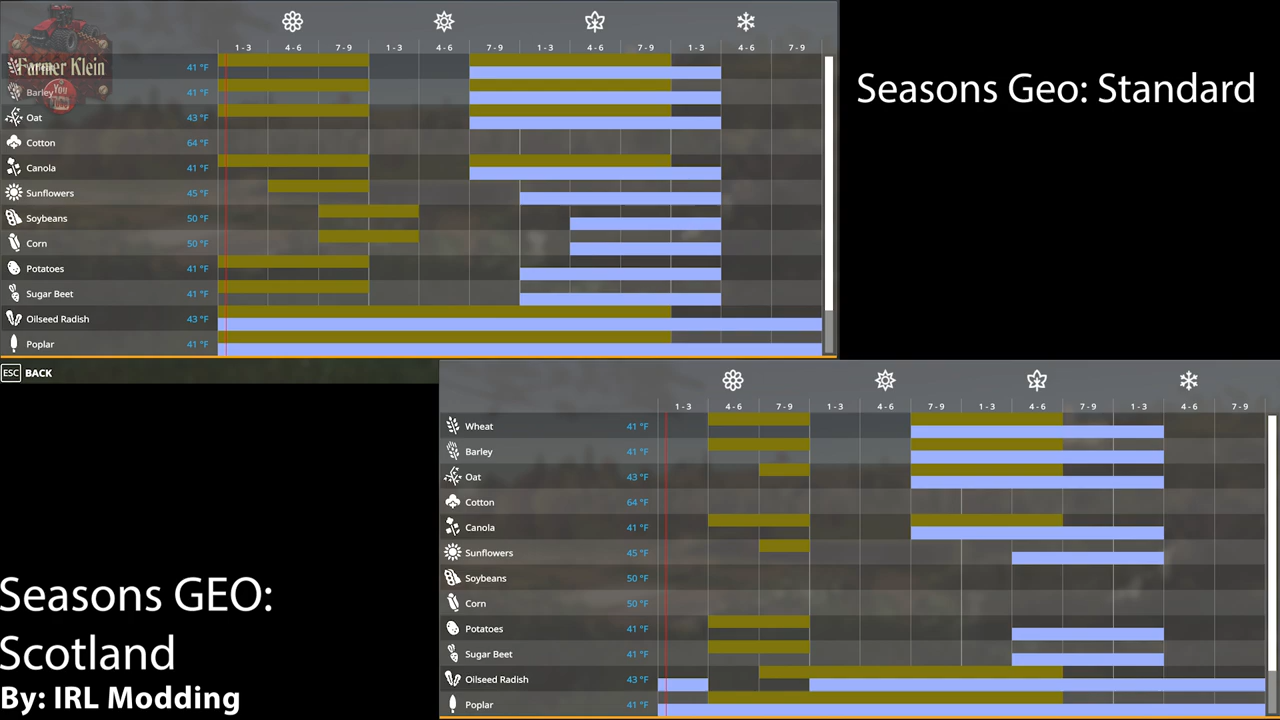 1 - 3 4 - 6 7 - 9 1 - 3 4 - 6 7 - 9 1 - 3 4 - 6 7 - 9 1 - 3 4 - 6 7 - 9
Farmer Klein
You
Tube
41 °F
Barley 41 °F
Oat 43 °F
Cotton 64 °F
Canola 41 °F
Sunflowers 45 °F
Soybeans 50 °F
Corn 50 °F
Potatoes 41 °F
Sugar Beet 41 °F
Oilseed Radish 43 °F
Poplar 41 °F
ESC BACK
Seasons Geo: Standard
1 - 3 4 - 6 7 - 9 1 - 3 4 - 6 7 - 9 1 - 3 4 - 6 7 - 9 1 - 3 4 - 6 7 - 9
Wheat 41 °F
Barley 41 °F
Oat 43 °F
Cotton 64 °F
Canola 41 °F
Sunflowers 45 °F
Soybeans 50 °F
Corn 50 °F
Potatoes 41 °F
Sugar Beet 41 °F
Oilseed Radish 43 °F
Poplar 41 °F
Seasons GEO:
Scotland
By: IRL Modding